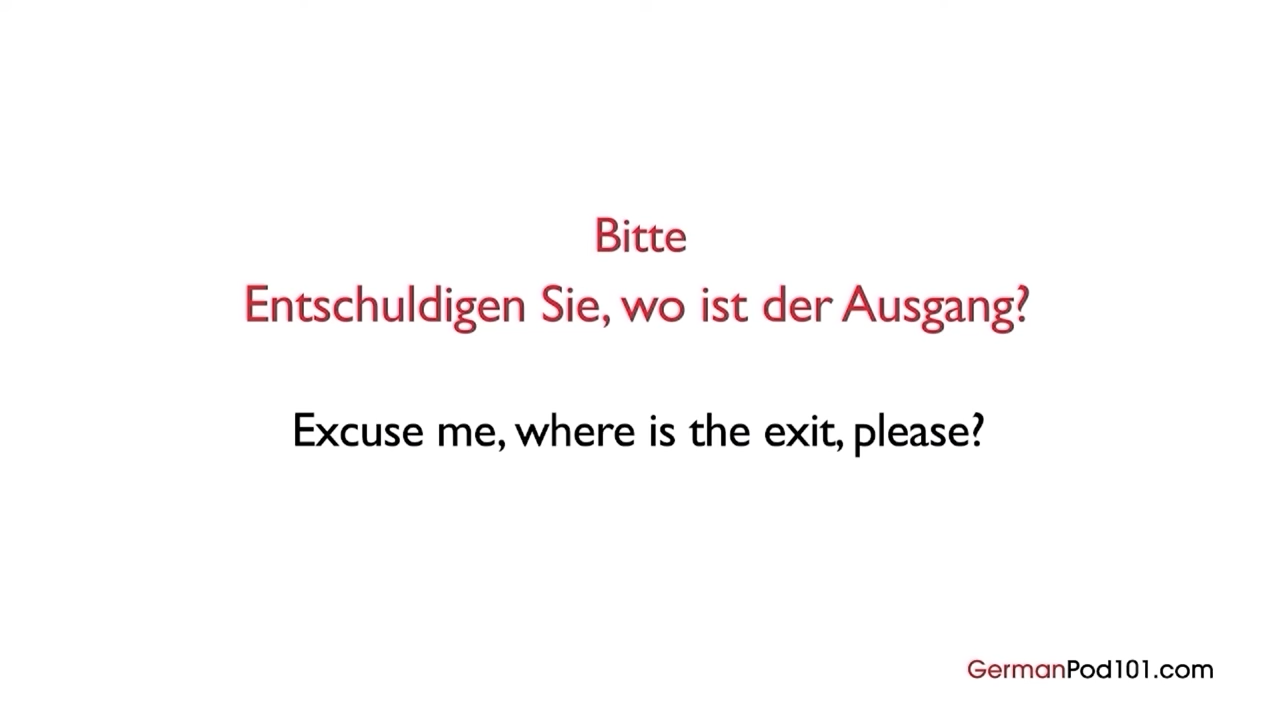 Bitte
Entschuldigen Sie, wo ist der Ausgang?
Excuse me, where is the exit, please?
GermanPod101.com